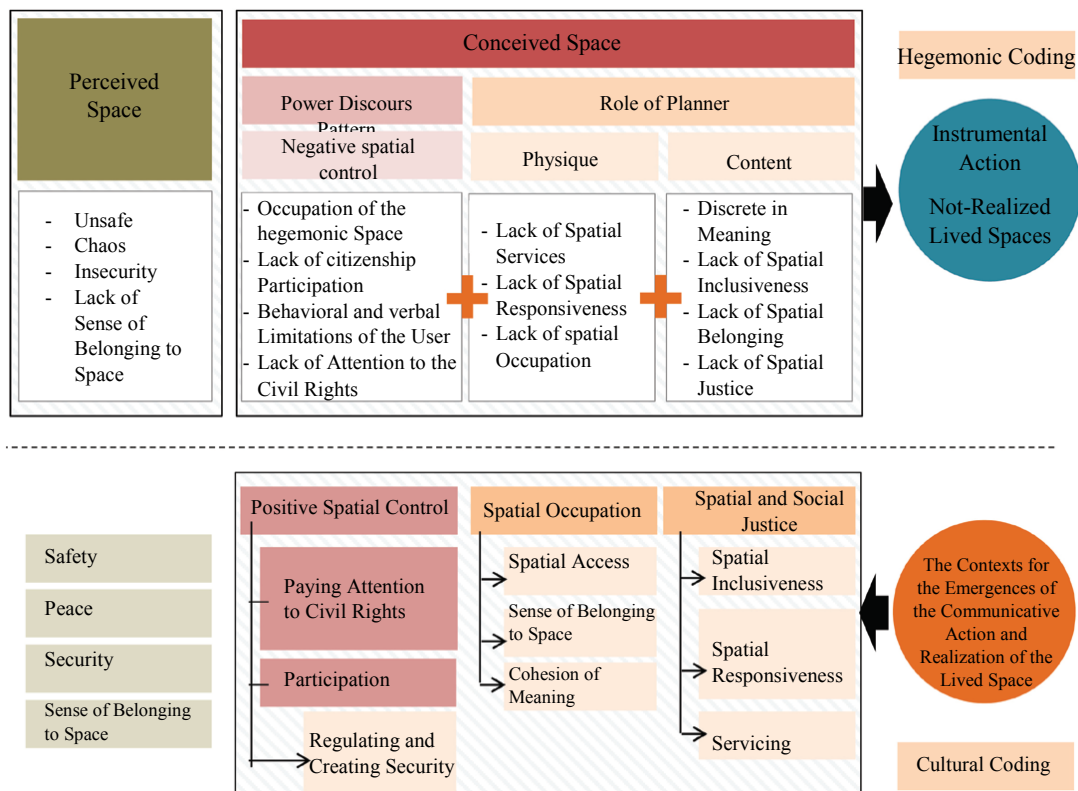 Perceived
Space
- Unsafe
- Chaos
- Insecurity
- Lack of
Sense of
Belonging to
Space
Conceived Space
Power Discours
Pattern
Negative spatial
control
- Occupation of the
hegemonic Space
- Lack of citizenship
Participation
- Behavioral and verbal
Limitations of the User
- Lack of Attention to the
Civil Rights
Role of Planner
Physique
- Lack of Spatial
Services
- Lack of Spatial
Responsiveness
- Lack of spatial
Occupation
Content
- Discrete in
Meaning
- Lack of Spatial
Inclusiveness
- Lack of Spatial
Belonging
- Lack of Spatial
Justice
Hegemonic Coding
Instrumental
Action
Not-Realized
Lived Spaces
Safety
Peace
Security
Sense of Belonging
to Space
Positive Spatial Control
Paying Attention
to Civil Rights
Participation
Regulating and
Creating Security
Spatial Occupation
Spatial Access
Sense of Belonging
to Space
Cohesion of
Meaning
Spatial and Social
Justice
Spatial
Inclusiveness
Spatial
Responsiveness
Servicing
The Contexts for
the Emergences of
the Communicative
Action and
Realization of the
Lived Space
Cultural Coding